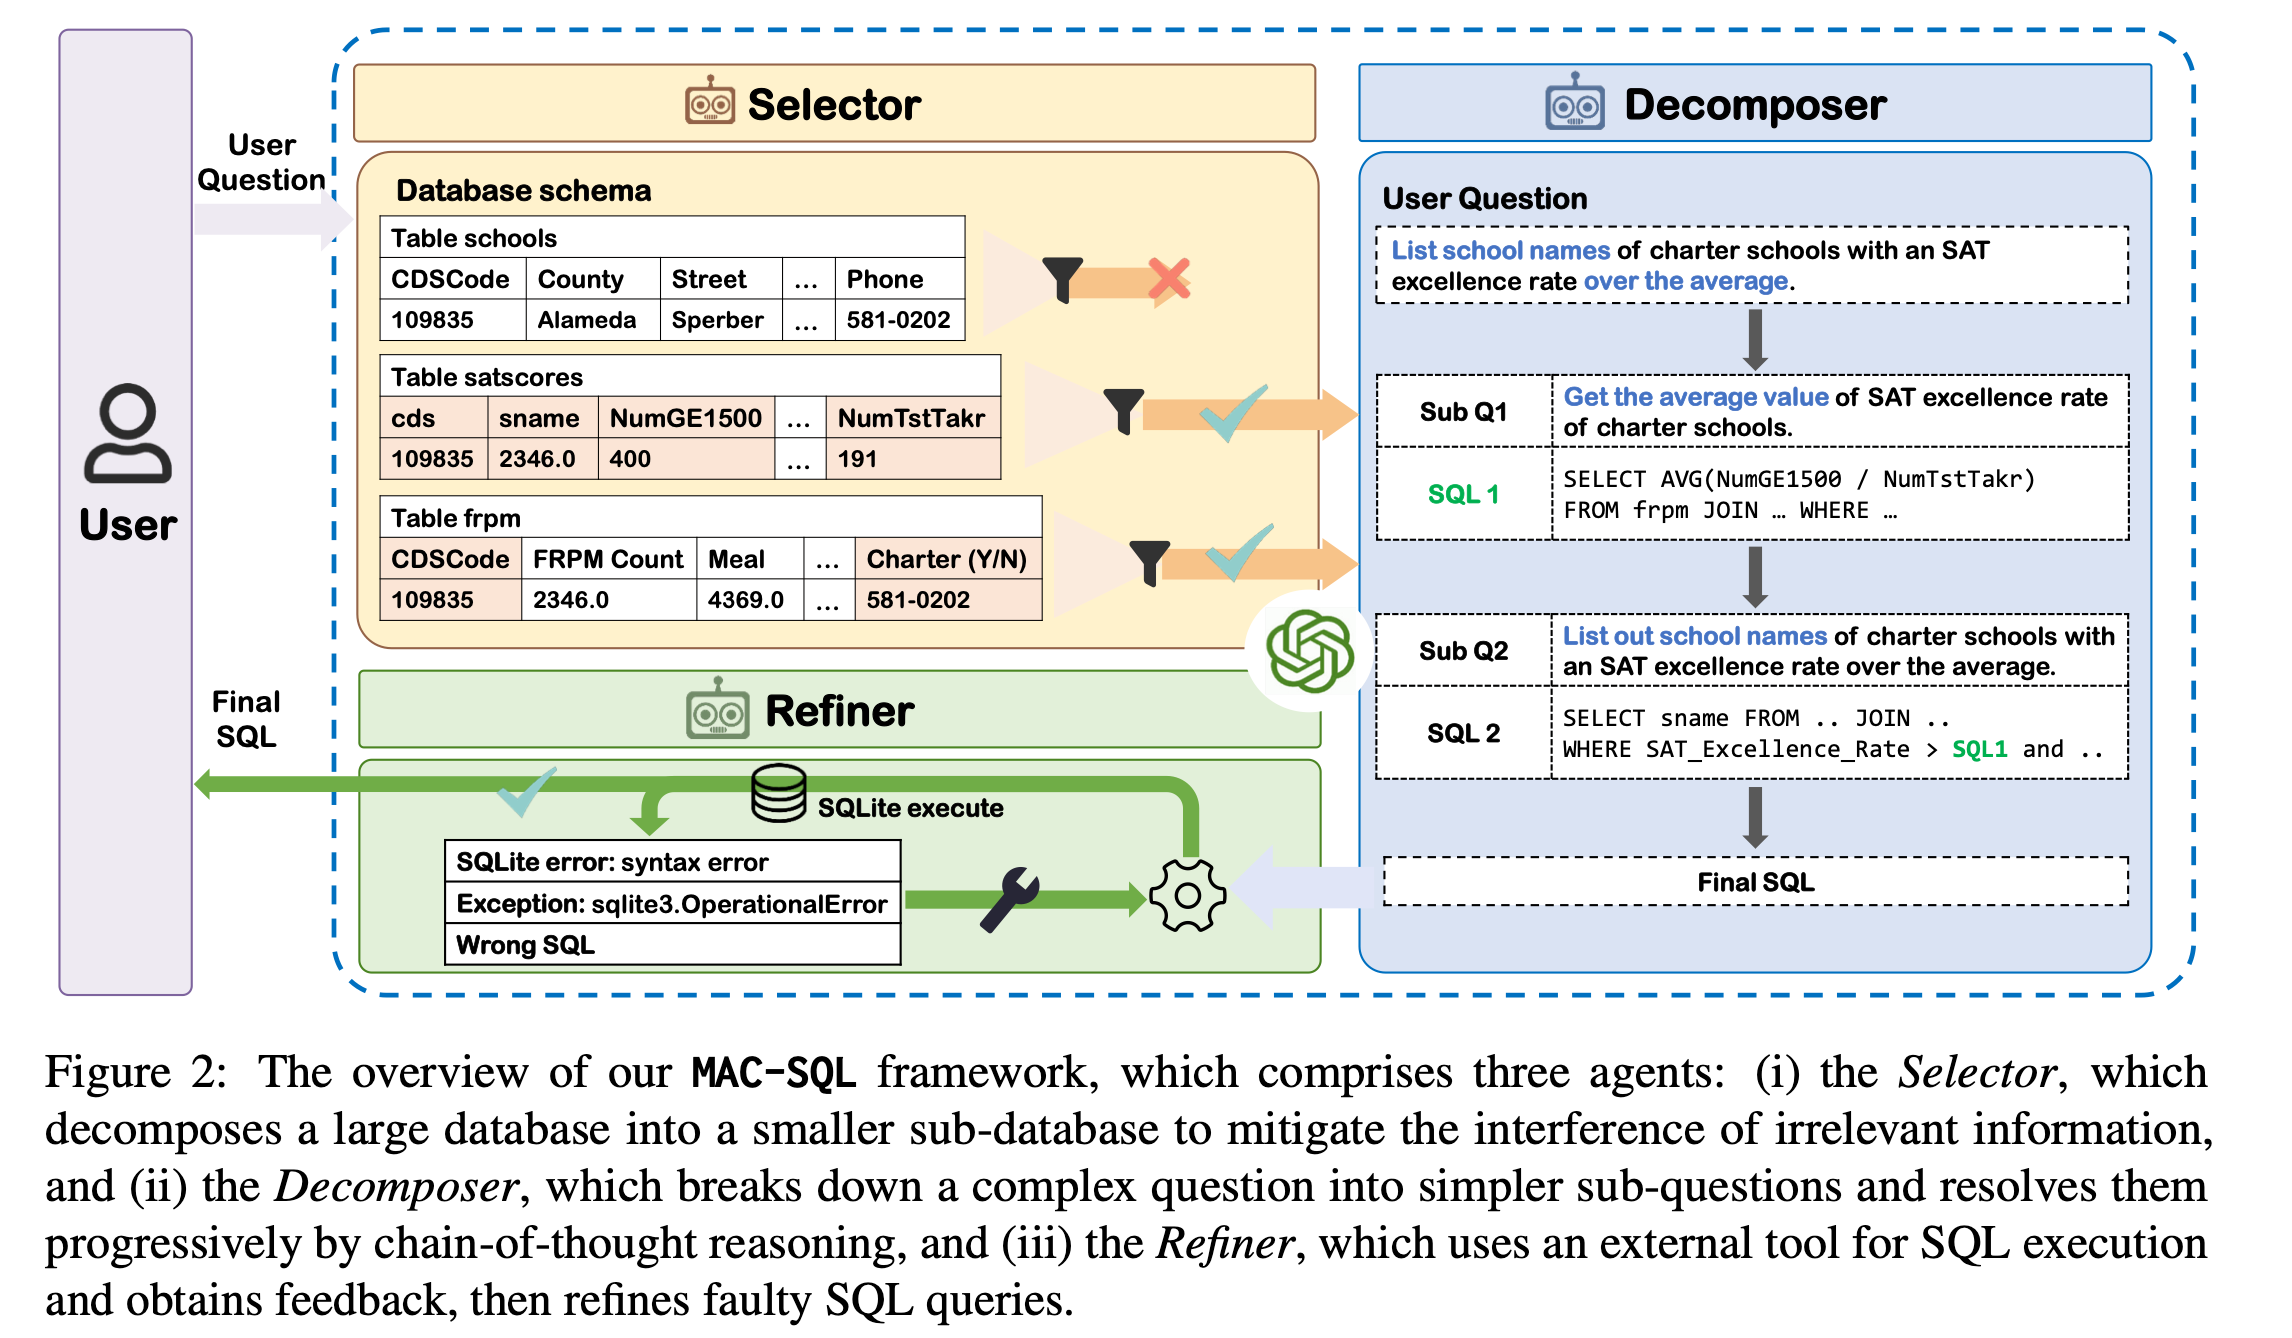 User
Question
User
Final
SQL
Selector
Database schema
Table schools
CDSCode County Street ... Phone
109835 Alameda Sperber ... 581-0202
Table satscores
cds sname NumGE1500 ... NumTstTakr
109835 2346.0 400 ... 191
Table frpm
CDSCode FRPM Count Meal ... Charter (Y/N)
109835 2346.0 4369.0 ... 581-0202
Refiner
SQLite execute
SQLite error: syntax error
Exception: sqlite3.OperationalError
Wrong SQL
Decomposer
User Question
List school names of charter schools with an SAT
excellence rate over the average.
Sub Q1
Get the average value of SAT excellence rate
of charter schools.
SQL 1
SELECT AVG(NumGE1500 / NumTstTakr)
FROM frpm JOIN … WHERE …
Sub Q2
List out school names of charter schools with
an SAT excellence rate over the average.
SQL 2
SELECT sname FROM .. JOIN ..
WHERE SAT_Excellence_Rate > SQL1 and ..
Final SQL
Figure 2: The overview of our MAC-SQL framework, which comprises three agents: (i) the Selector, which
decomposes a large database into a smaller sub-database to mitigate the interference of irrelevant information,
and (ii) the Decomposer, which breaks down a complex question into simpler sub-questions and resolves them
progressively by chain-of-thought reasoning, and (iii) the Refiner, which uses an external tool for SQL execution
and obtains feedback, then refines faulty SQL queries.